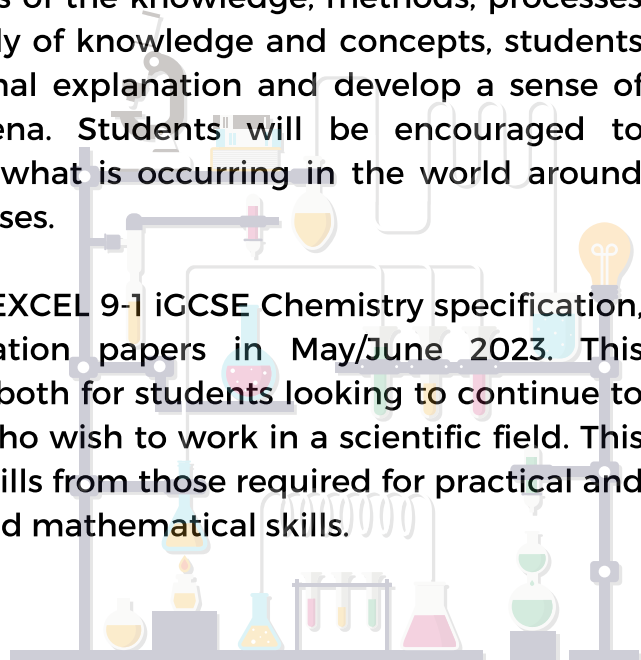 s of the knowledge, methods, processes
ly of knowledge and concepts, students
nal explanation and develop a sense of
ena. Students will be encouraged to
what is occurring in the world around
ses.
EXCEL 9-1 iGCSE Chemistry specification,
ation papers in May/June 2023. This
both for students looking to continue to
ho wish to work in a scientific field. This
ills from those required for practical and
d mathematical skills.